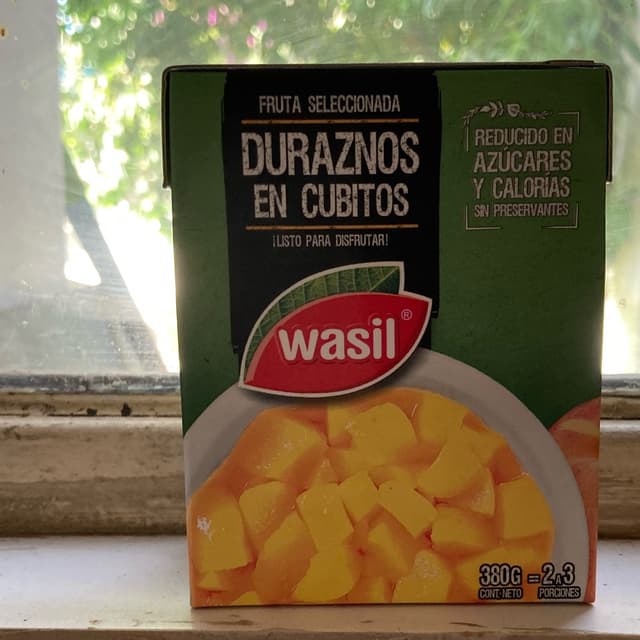 FRUTA SELECCIONADA
DURAZNOS
EN CUBITOS
¡LISTO PARA DISFRUTAR!
REDUCIDO EN
AZÚCARES
Y CALORÍAS
SIN PRESERVANTES
wasil®
380G = 2 A 3
CONT. NETO PORCIONES